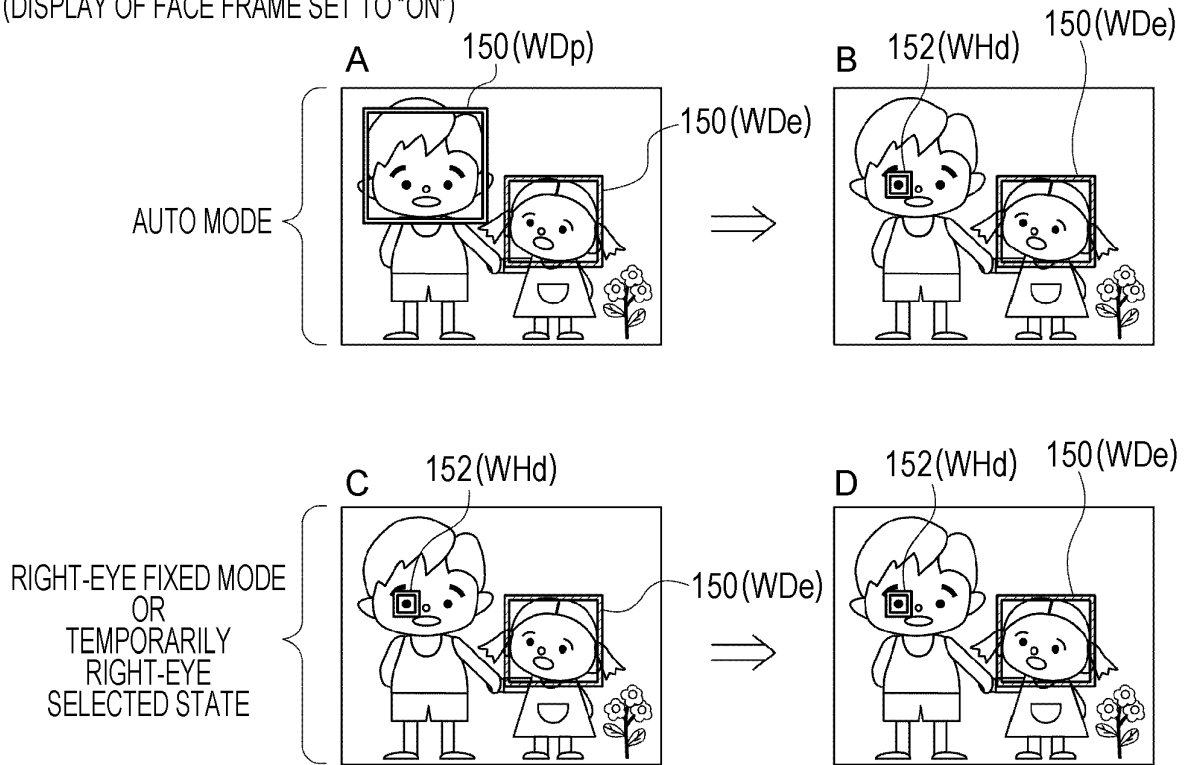 (DISPLAY OF FACE FRAME SET TO "ON")
150(WDp)
A
150(WDe)
152(WHd)
150(WDe)
B
AUTO MODE
152(WHd)
C
150(WDe)
152(WHd)
150(WDe)
D
RIGHT-EYE FIXED MODE
OR
TEMPORARILY
RIGHT-EYE
SELECTED STATE